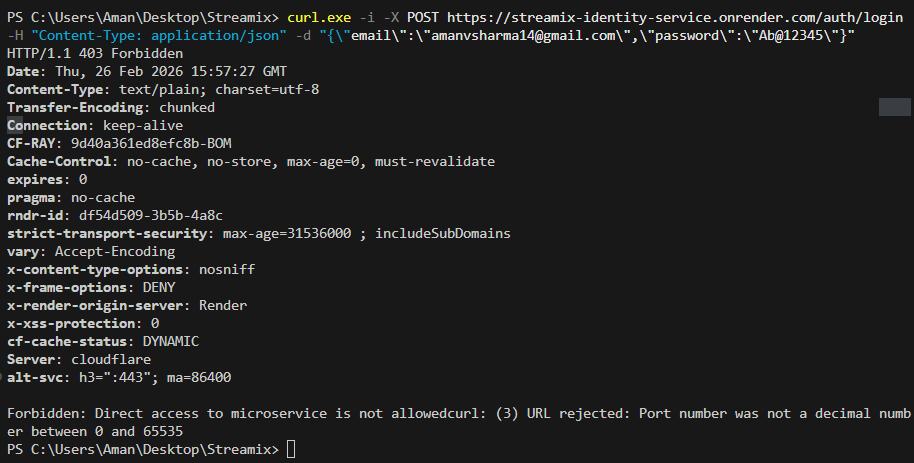 PS C:\Users\Aman\Desktop\Streamix> curl.exe -i -X POST https://streamix-identity-service.onrender.com/auth/login
-H "Content-Type: application/json" -d "{\"email\":\"amanvsharma14@gmail.com\",\"password\":\"Ab@12345\"}"
HTTP/1.1 403 Forbidden
Date: Thu, 26 Feb 2026 15:57:27 GMT
Content-Type: text/plain; charset=utf-8
Transfer-Encoding: chunked
Connection: keep-alive
CF-RAY: 9d40a361ed8efc8b-BOM
Cache-Control: no-cache, no-store, max-age=0, must-revalidate
expires: 0
pragma: no-cache
rndr-id: df54d509-3b5b-4a8c
strict-transport-security: max-age=31536000 ; includeSubDomains
vary: Accept-Encoding
x-content-type-options: nosniff
x-frame-options: DENY
x-render-origin-server: Render
x-xss-protection: 0
cf-cache-status: DYNAMIC
Server: cloudflare
alt-svc: h3=":443"; ma=86400
Forbidden: Direct access to microservice is not allowedcurl: (3) URL rejected: Port number was not a decimal numb
er between 0 and 65535
PS C:\Users\Aman\Desktop\Streamix>